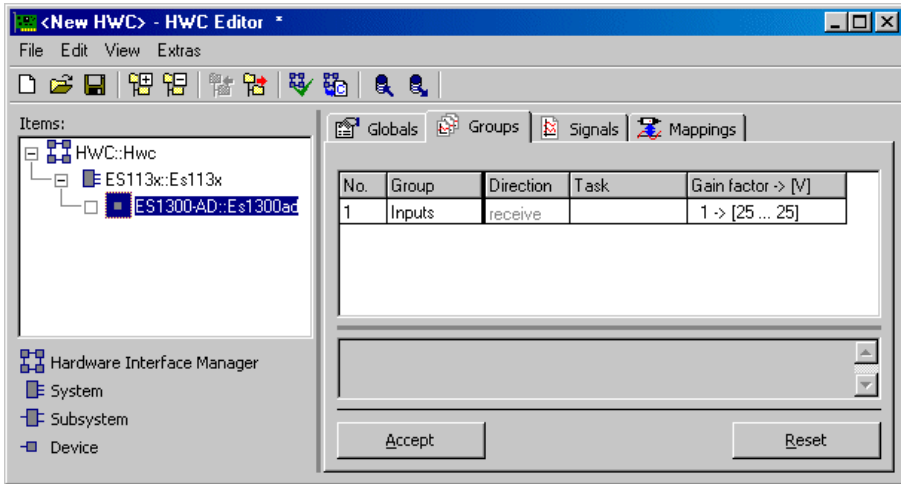 <New HWC> - HWC Editor *
File Edit View Extras
Items:
HWC::Hwc
ES113x::Es113x
ES1300-AD::Es1300ad
Hardware Interface Manager
System
Subsystem
Device
Globals Groups Signals Mappings
No. Group Direction Task Gain factor -> [V]
1 Inputs receive 1 -> [25 ... 25]
Accept Reset